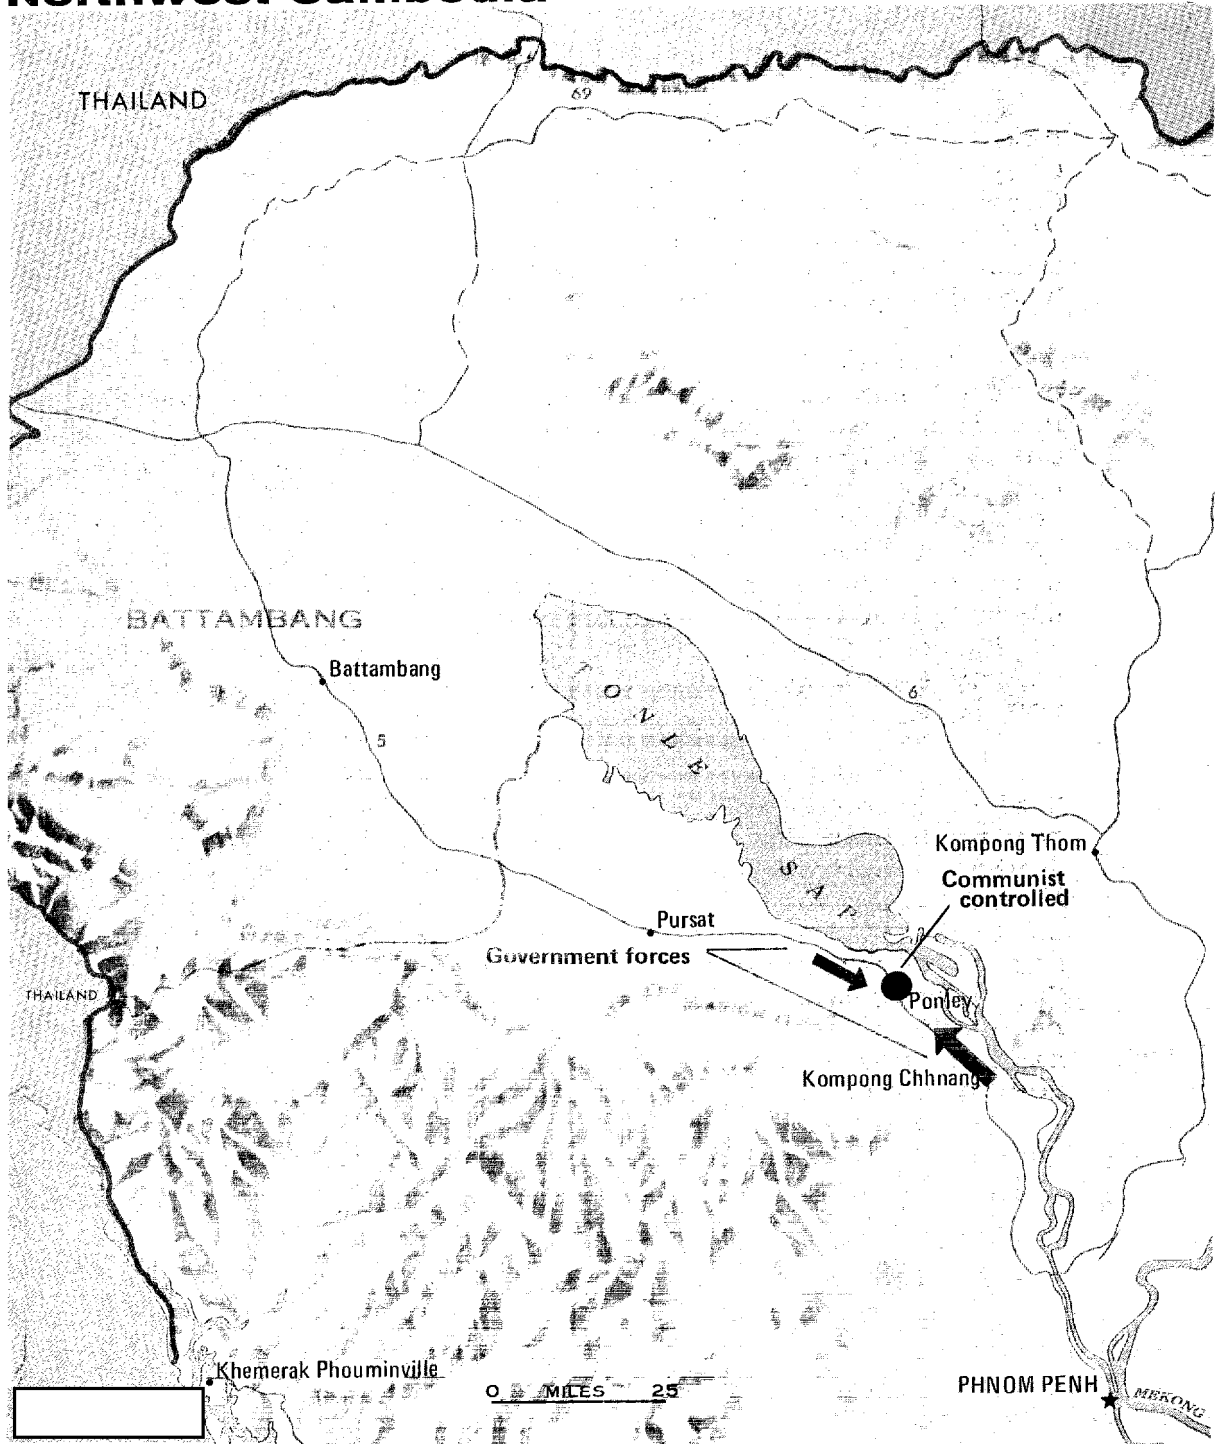 Northwest Cambodia
THAILAND
69
BATTAMBANG
Battambang
5
TONLE SAP
6
Kompong Thom
Communist
controlled
Pursat
Government forces
THAILAND
Ponley
Kompong Chhnang
Khemerak Phouminville
0 MILES 25
PHNOM PENH
MEKONG